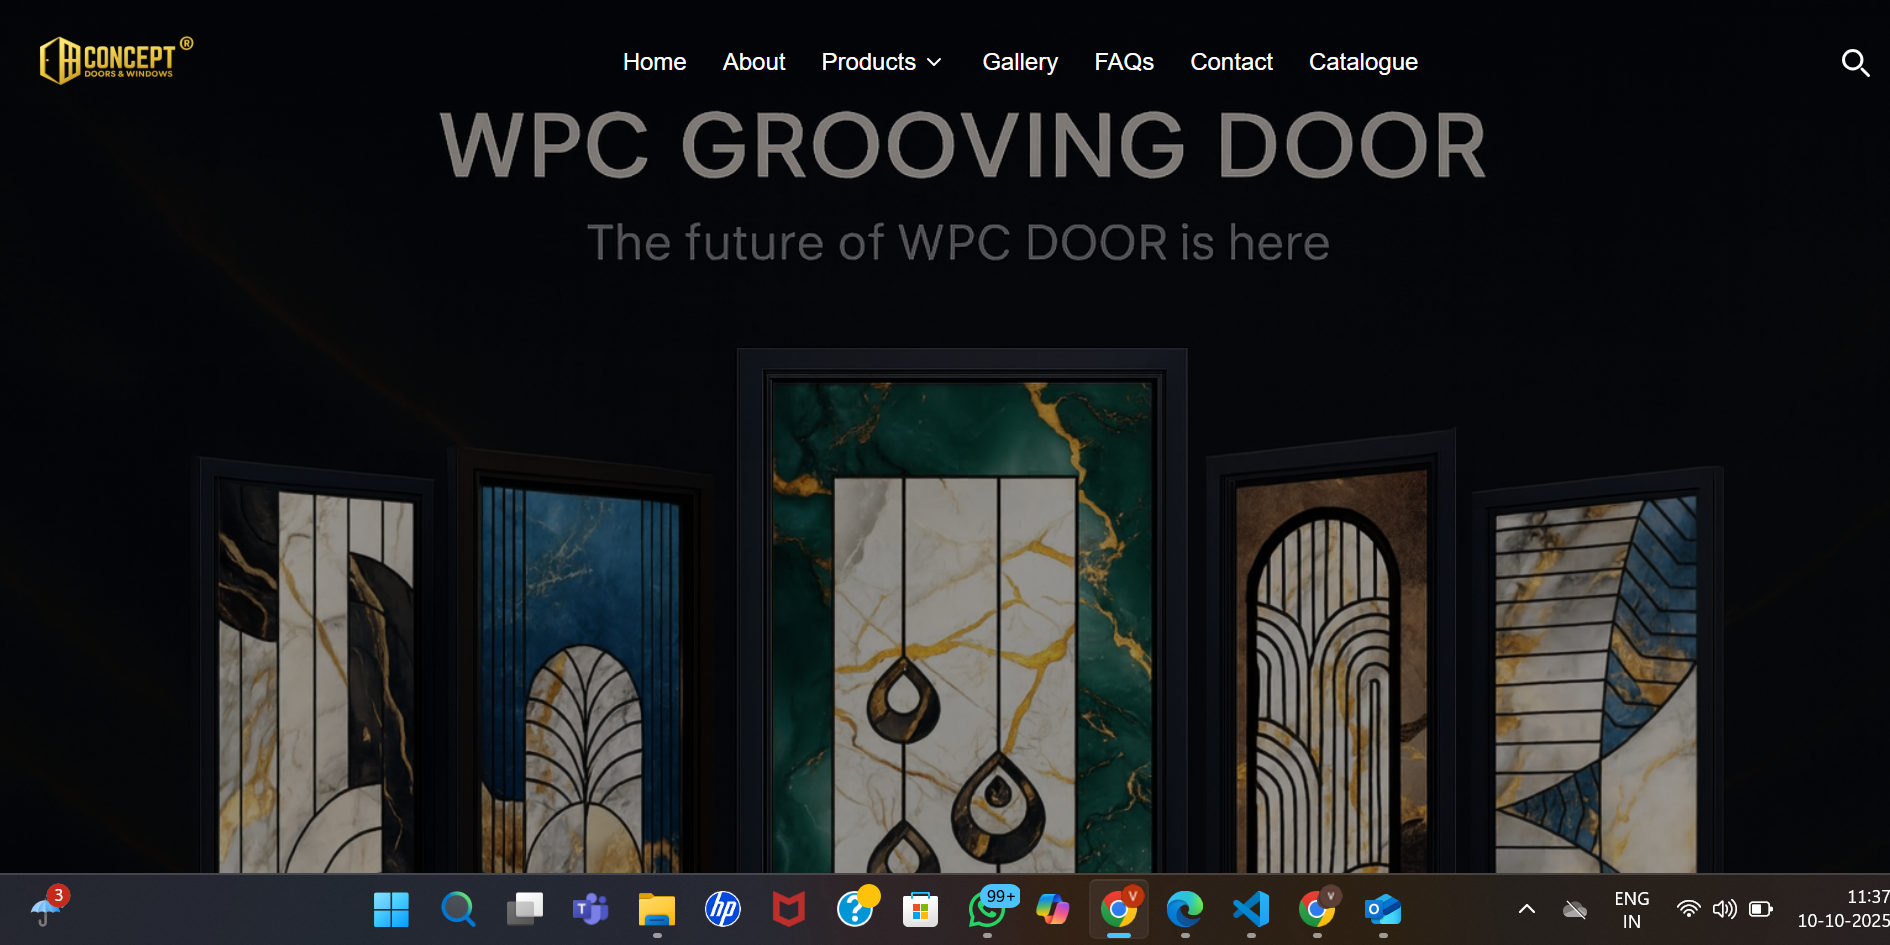 CONCEPT ®
DOORS & WINDOWS
Home About Products Gallery FAQs Contact Catalogue
WPC GROOVING DOOR
The future of WPC DOOR is here
3
T
hp
?
99+
V
V
O
ENG
IN
11:37
10-10-2025